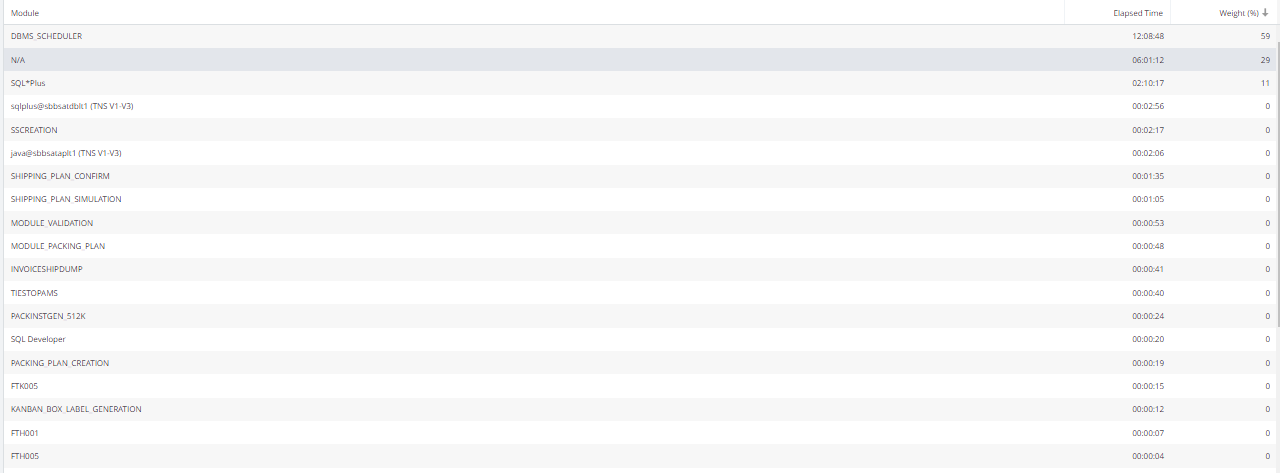 Module Elapsed Time Weight (%)
DBMS_SCHEDULER 12:08:48 59
N/A 06:01:12 29
SQL*Plus 02:10:17 11
sqlplus@sbbsatdblt1 (TNS V1-V3) 00:02:56 0
SSCREATION 00:02:17 0
java@sbbsataplt1 (TNS V1-V3) 00:02:06 0
SHIPPING_PLAN_CONFIRM 00:01:35 0
SHIPPING_PLAN_SIMULATION 00:01:05 0
MODULE_VALIDATION 00:00:53 0
MODULE_PACKING_PLAN 00:00:48 0
INVOICESHIPDUMP 00:00:41 0
TIESTOPAMS 00:00:40 0
PACKINSTGEN_512K 00:00:24 0
SQL Developer 00:00:20 0
PACKING_PLAN_CREATION 00:00:19 0
FTK005 00:00:15 0
KANBAN_BOX_LABEL_GENERATION 00:00:12 0
FTH001 00:00:07 0
FTH005 00:00:04 0